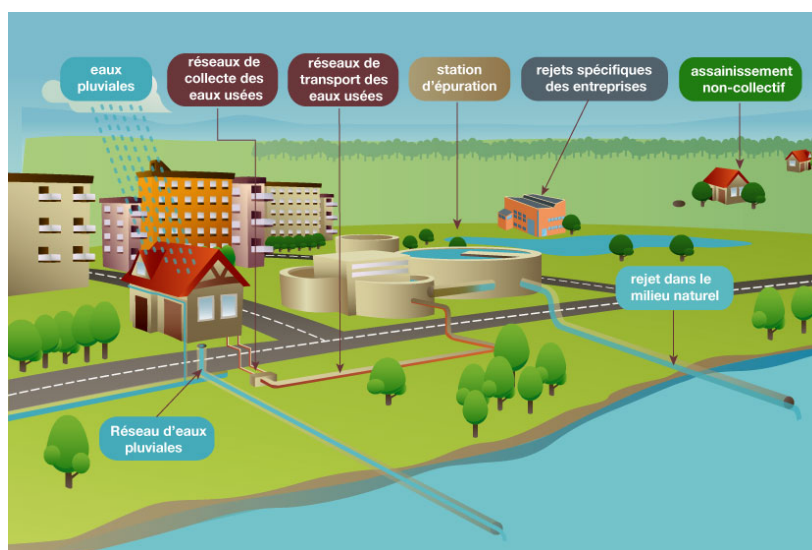 eaux
pluviales
réseaux de
collecte des
eaux usées
réseaux de
transport des
eaux usées
station
d'épuration
rejets spécifiques
des entreprises
assainissement
non-collectif
rejet dans le
milieu naturel
Réseau d'eaux
pluviales